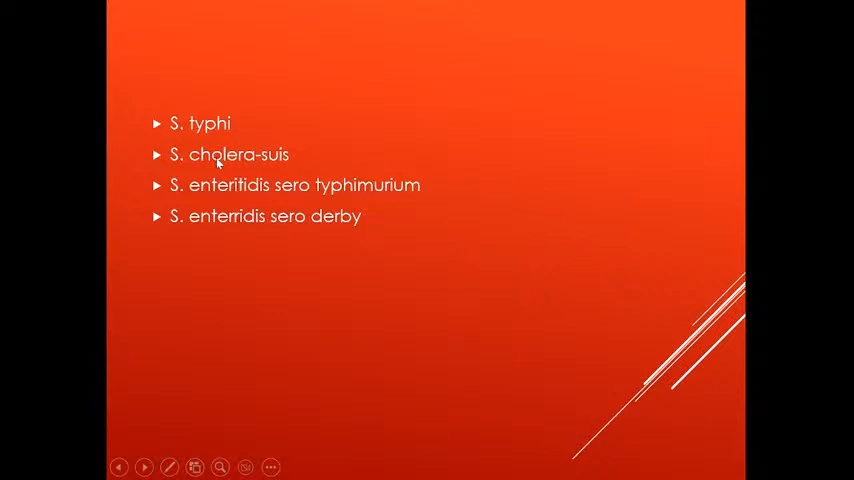 S. typhi
S. cholera-suis
S. enteritidis sero typhimurium
S. enterridis sero derby